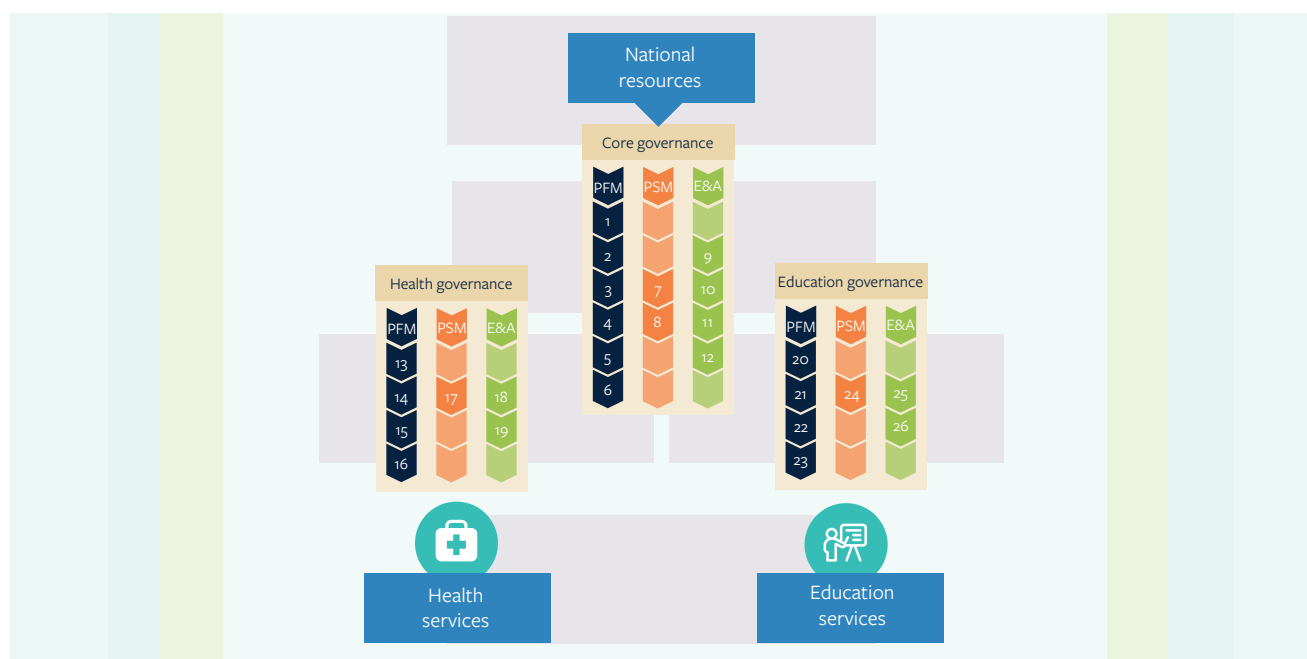 National
resources
Core governance
PFM PSM E&A
1
2 9
3 7 10
4 8 11
5 12
6
Health governance
PFM PSM E&A
13
14 17 18
15 19
16
Education governance
PFM PSM E&A
20
21 24 25
22 26
23
Health
services
Education
services